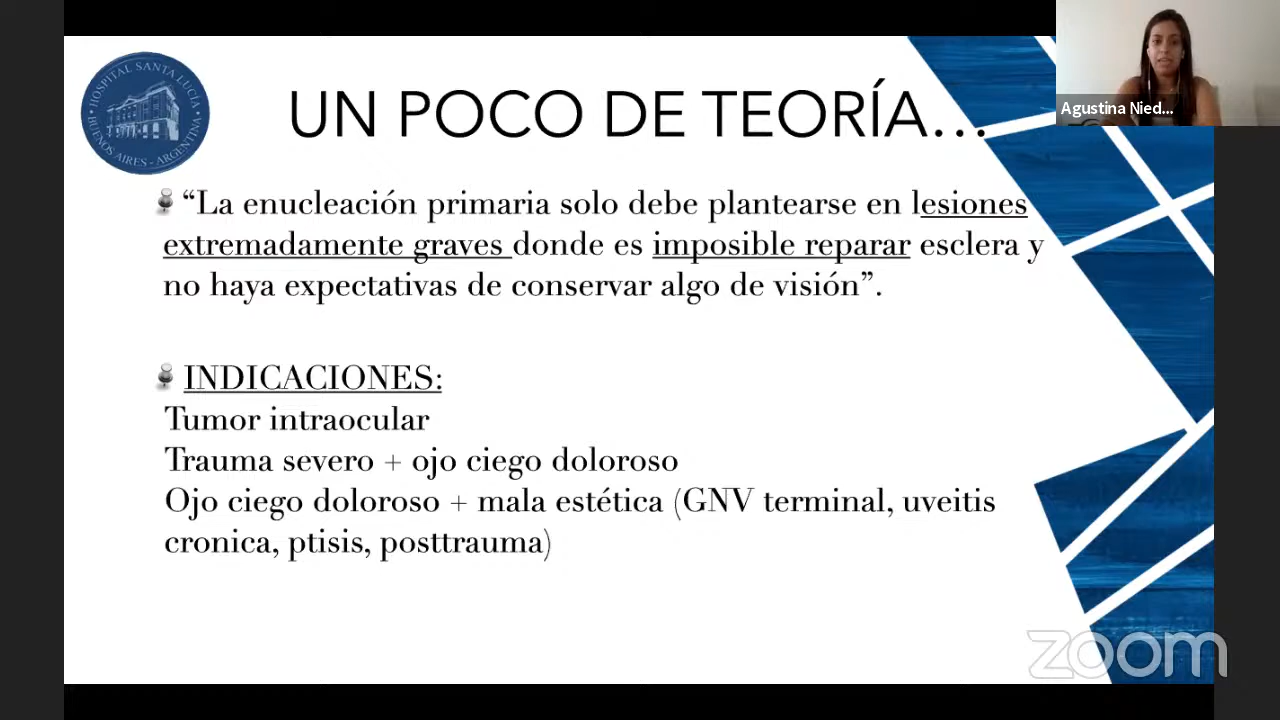 HOSPITAL SANTA LUCÍA
BUENOS AIRES - ARGENTINA
UN POCO DE TEORÍA...
Agustina Nied...
“La enucleación primaria solo debe plantearse en lesiones
extremadamente graves donde es imposible reparar esclera y
no haya expectativas de conservar algo de visión”.
INDICACIONES:
Tumor intraocular
Trauma severo + ojo ciego doloroso
Ojo ciego doloroso + mala estética (GNV terminal, uveitis
cronica, ptisis, posttrauma)
zoom